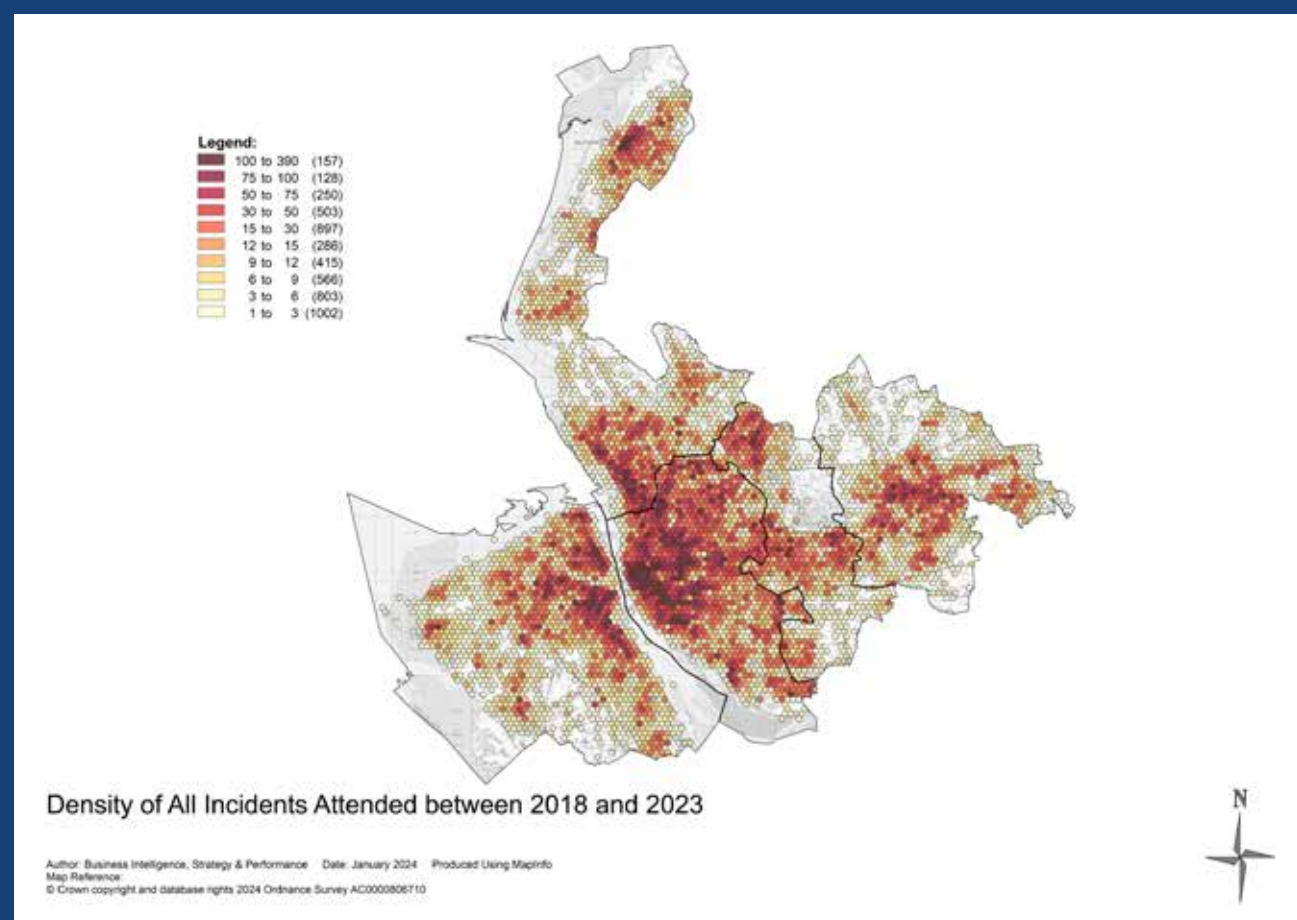 Legend:
100 to 390 (157)
75 to 100 (128)
50 to 75 (250)
30 to 50 (503)
15 to 30 (897)
12 to 15 (286)
9 to 12 (415)
6 to 9 (566)
3 to 6 (803)
1 to 3 (1002)
Density of All Incidents Attended between 2018 and 2023
N
Author: Business Intelligence, Strategy & Performance Date: January 2024 Produced Using MapInfo
Map Reference:
© Crown copyright and database rights 2024 Ordnance Survey AC0000806710